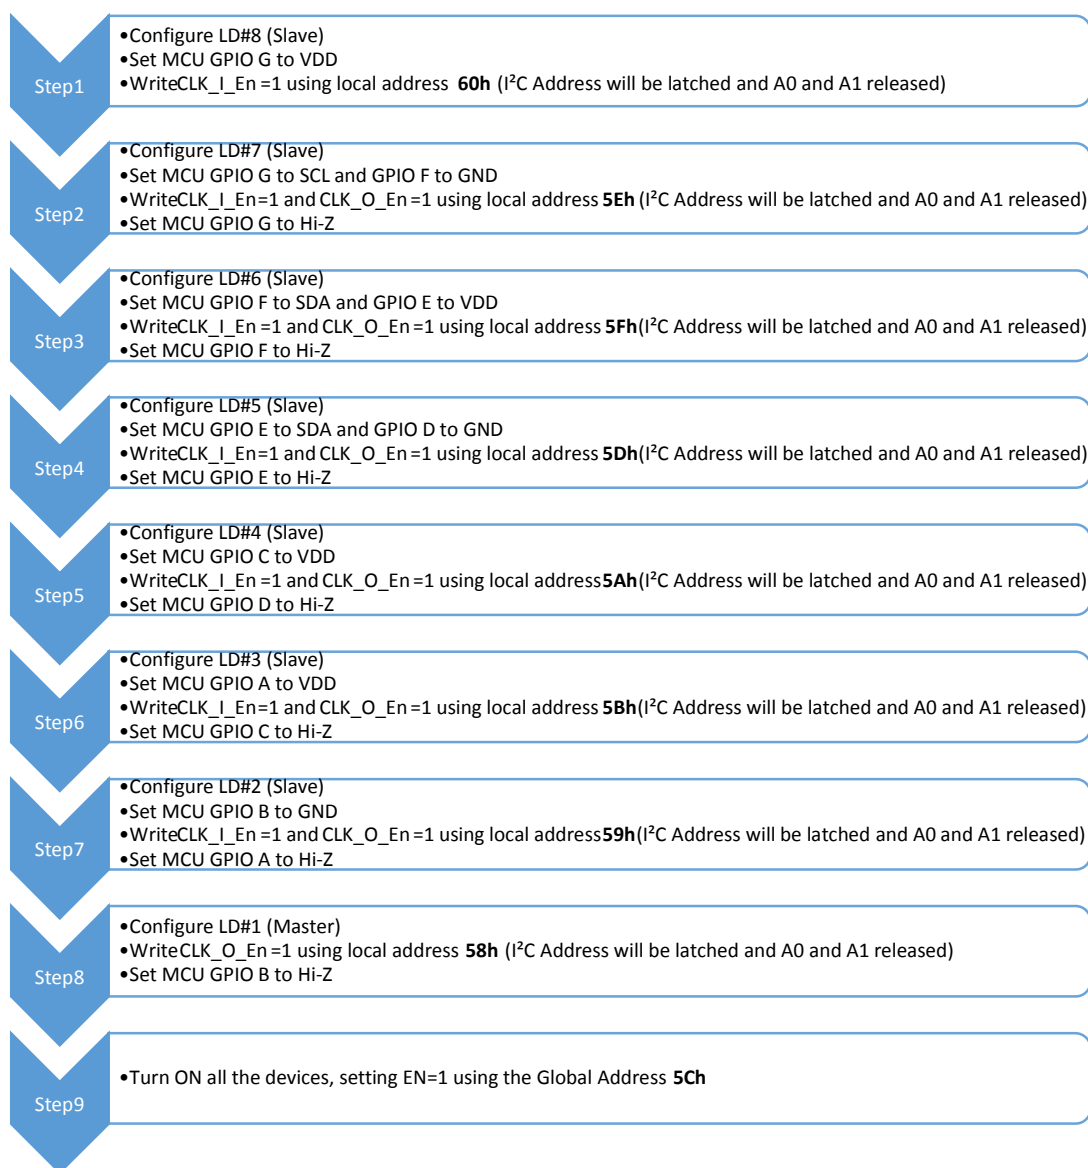 Step1
•Configure LD#8 (Slave)
•Set MCU GPIO G to VDD
•WriteCLK_I_En =1 using local address 60h (I²C Address will be latched and A0 and A1 released)
Step2
•Configure LD#7 (Slave)
•Set MCU GPIO G to SCL and GPIO F to GND
•WriteCLK_I_En=1 and CLK_O_En =1 using local address 5Eh (I²C Address will be latched and A0 and A1 released)
•Set MCU GPIO G to Hi-Z
Step3
•Configure LD#6 (Slave)
•Set MCU GPIO F to SDA and GPIO E to VDD
•WriteCLK_I_En =1 and CLK_O_En =1 using local address 5Fh(I²C Address will be latched and A0 and A1 released)
•Set MCU GPIO F to Hi-Z
Step4
•Configure LD#5 (Slave)
•Set MCU GPIO E to SDA and GPIO D to GND
•WriteCLK_I_En=1 and CLK_O_En =1 using local address 5Dh(I²C Address will be latched and A0 and A1 released)
•Set MCU GPIO E to Hi-Z
Step5
•Configure LD#4 (Slave)
•Set MCU GPIO C to VDD
•WriteCLK_I_En =1 and CLK_O_En =1 using local address 5Ah(I²C Address will be latched and A0 and A1 released)
•Set MCU GPIO D to Hi-Z
Step6
•Configure LD#3 (Slave)
•Set MCU GPIO A to VDD
•WriteCLK_I_En=1 and CLK_O_En =1 using local address 5Bh(I²C Address will be latched and A0 and A1 released)
•Set MCU GPIO C to Hi-Z
Step7
•Configure LD#2 (Slave)
•Set MCU GPIO B to GND
•WriteCLK_I_En =1 and CLK_O_En =1 using local address 59h(I²C Address will be latched and A0 and A1 released)
•Set MCU GPIO A to Hi-Z
Step8
•Configure LD#1 (Master)
•WriteCLK_O_En =1 using local address 58h (I²C Address will be latched and A0 and A1 released)
•Set MCU GPIO B to Hi-Z
Step9
•Turn ON all the devices, setting EN=1 using the Global Address 5Ch